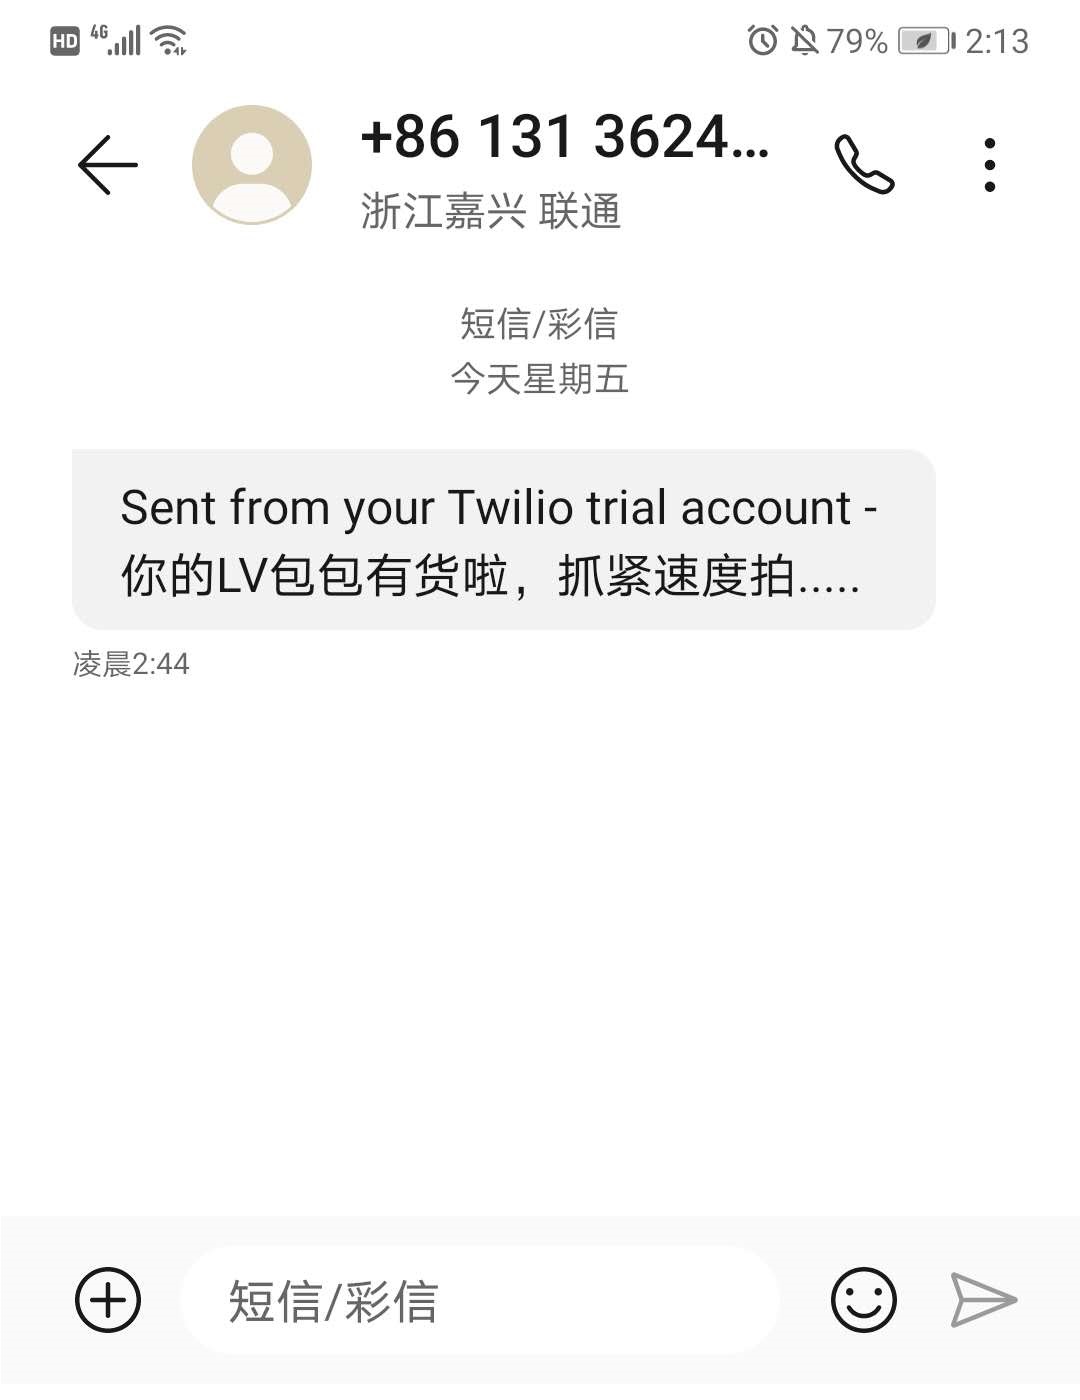 HD 4G 79% 2:13
+86 131 3624...
浙江嘉兴 联通
短信/彩信
今天星期五
Sent from your Twilio trial account -
你的LV包包有货啦，抓紧速度拍.....
凌晨2:44
短信/彩信